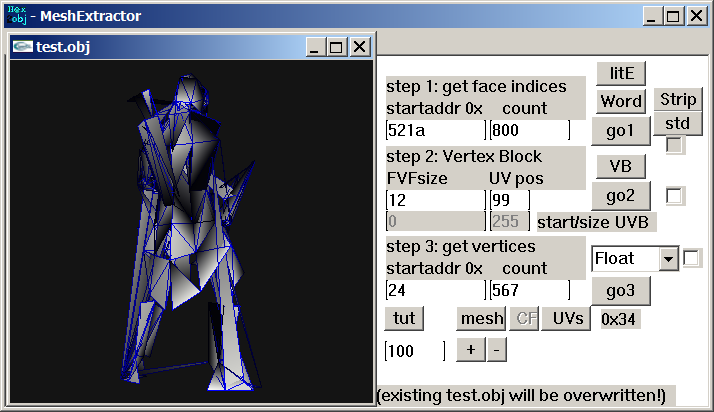 Hex
obj - MeshExtractor
test.obj
litE
step 1: get face indices
startaddr 0x count
Word
Strip
521a 800
go1
std
step 2: Vertex Block
VB
FVFsize UV pos
12 99
go2
0 255 start/size UVB
step 3: get vertices
startaddr 0x count
Float
24 567
go3
tut mesh CF UVs 0x34
100 + -
(existing test.obj will be overwritten!)